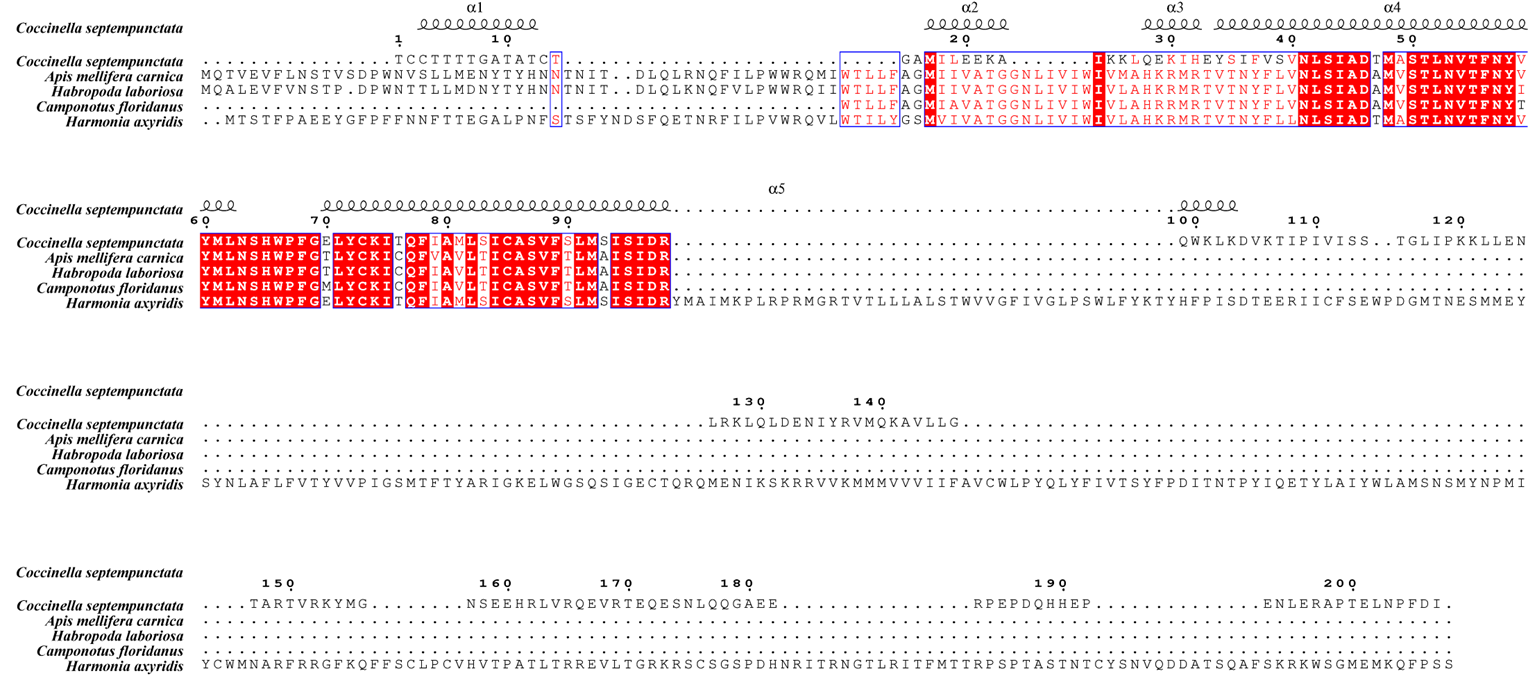 α1 α2 α3 α4
Coccinella septempunctata
1 10 20 30 40 50
Coccinella septempunctata ................TCCTTTTGATATCT............................GAMILEEKA.......IKKLQEKIHEYSIFVSVNLSIADTMASTLNVTFNYV
Apis mellifera carnica MQTVEVFLNSTVSDPWNVSLLMENYTYHNNTNIT..DLQLRNQFILPWWRQMIWTLLFAGMIIVATGGNLIVIWIVMAHKRMRTVTNYFLVNLSIADTMVSTLNVTFNYV
Habropoda laboriosa MQALEVFVNSTP.DPWNTTLLMDNYTYHNNTNIT..DLQLKNQFVLPWWRQIIWTLLFAGMIIVATGGNLIVIWIVLAHKRMRTVTNYFLVNLSIADAMVSTLNVTFNYI
Camponotus floridanus .....................................................WTLLFAGMIAVATGGNLIVIWIVLAHKRMRTVTNYFLVNLSIADAMVSTLNVTFNYT
Harmonia axyridis ..MTSTFPAEEYGFPFFNNFTTEGALPNFSTSFYNDSFQETNRFILPVWRQVLWTILYGSMVIVATGGNLIVIWIVLAHKRMRTVTNYFLLNLSIADTMASTLNVTFNYV
α5
Coccinella septempunctata
60 70 80 90 100 110 120
Coccinella septempunctata YMLNSHWPFGELYCKITQFIAMLSICASVFSLMSISIDR..........................................QWKLKDVKTIPIVISS..TGLIPKKLLEN
Apis mellifera carnica YMLNSHWPFGTLYCKICQFVAVLTICASVFTLMAISIDR.......................................................................
Habropoda laboriosa YMLNSHWPFGTLYCKICQFIAVLTICASVFTLMAISIDR.......................................................................
Camponotus floridanus YMLNSHWPFGMLYCKICQFIAVLTICASVFTLMAISIDR.......................................................................
Harmonia axyridis YMLNSHWPFGELYCKITQFIAMLSICASVFSLMSISIDRYMAIMKPLRPRMGRTVTLLLALSTWVVGFIVGLPSWLFYKTYHFPISDTEERIICFSEWPDGMTNESMMEY
Coccinella septempunctata
130 140
Coccinella septempunctata ..........................................LRKLQLDENIYRVMQKAVLLG...............................................
Apis mellifera carnica ..............................................................................................................
Habropoda laboriosa ..............................................................................................................
Camponotus floridanus ..............................................................................................................
Harmonia axyridis SYNLAFLFVTYVVPIGSMTFTYARIGKELWGSQSIGECTQRQMENIKSKRRVVKMMMVVVIIFAVCWLPYQLYFIVTSYFPDITNTPYIQETYLAIYWLAMSNSMYNPMI
Coccinella septempunctata
150 160 170 180 190 200
Coccinella septempunctata ....TARTVRKYMG........NSEEHRLVRQEVRTEQESNLQQGAEE................RPEPDQHHEP..............ENLERAPTELNPFDI.
Apis mellifera carnica ........................................................................................................
Habropoda laboriosa ........................................................................................................
Camponotus floridanus ........................................................................................................
Harmonia axyridis YCWMNARFRRGFKQFFSCLPCVHVTPATLTRREVLTGRKRSCSGSPDHNRITRNGTLRITFMTTRPSPTASTNTCYSNVQDDATSQAFSKRKWSGMEMKQFPSS